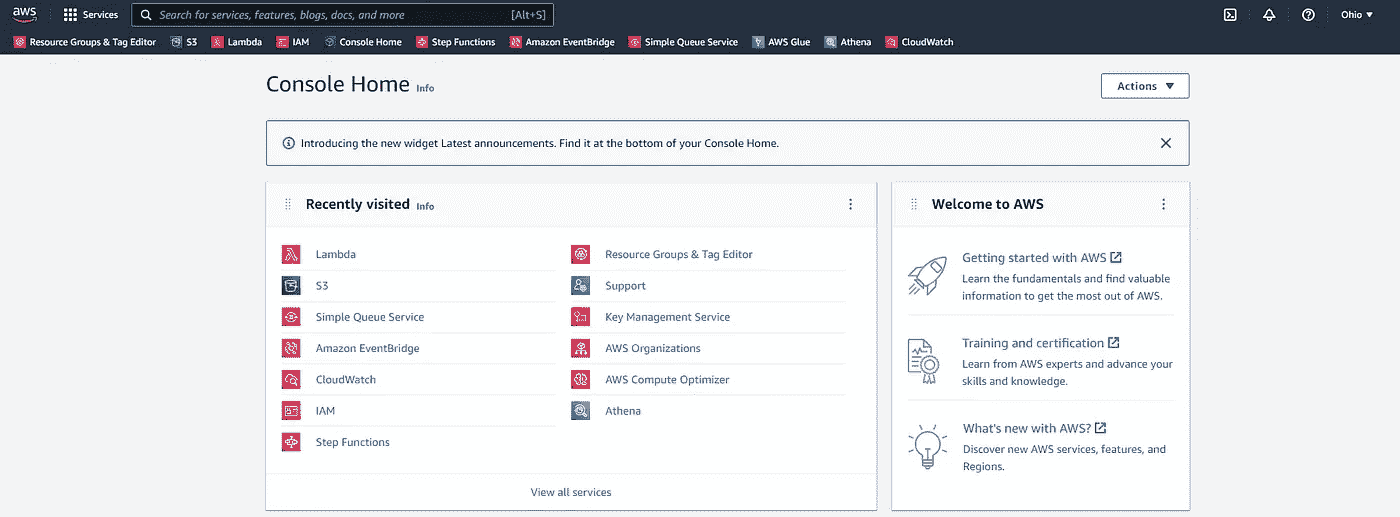 aws Services Search for services, features, blogs, docs, and more [Alt+S] Ohio
Resource Groups & Tag Editor S3 Lambda IAM Console Home Step Functions Amazon EventBridge Simple Queue Service AWS Glue Athena CloudWatch
Console Home Info
Actions
Introducing the new widget Latest announcements. Find it at the bottom of your Console Home.
Recently visited Info
Lambda
S3
Simple Queue Service
Amazon EventBridge
CloudWatch
IAM
Step Functions
Resource Groups & Tag Editor
Support
Key Management Service
AWS Organizations
AWS Compute Optimizer
Athena
View all services
Welcome to AWS
Getting started with AWS
Learn the fundamentals and find valuable
information to get the most out of AWS.
Training and certification
Learn from AWS experts and advance your
skills and knowledge.
What's new with AWS?
Discover new AWS services, features, and
Regions.